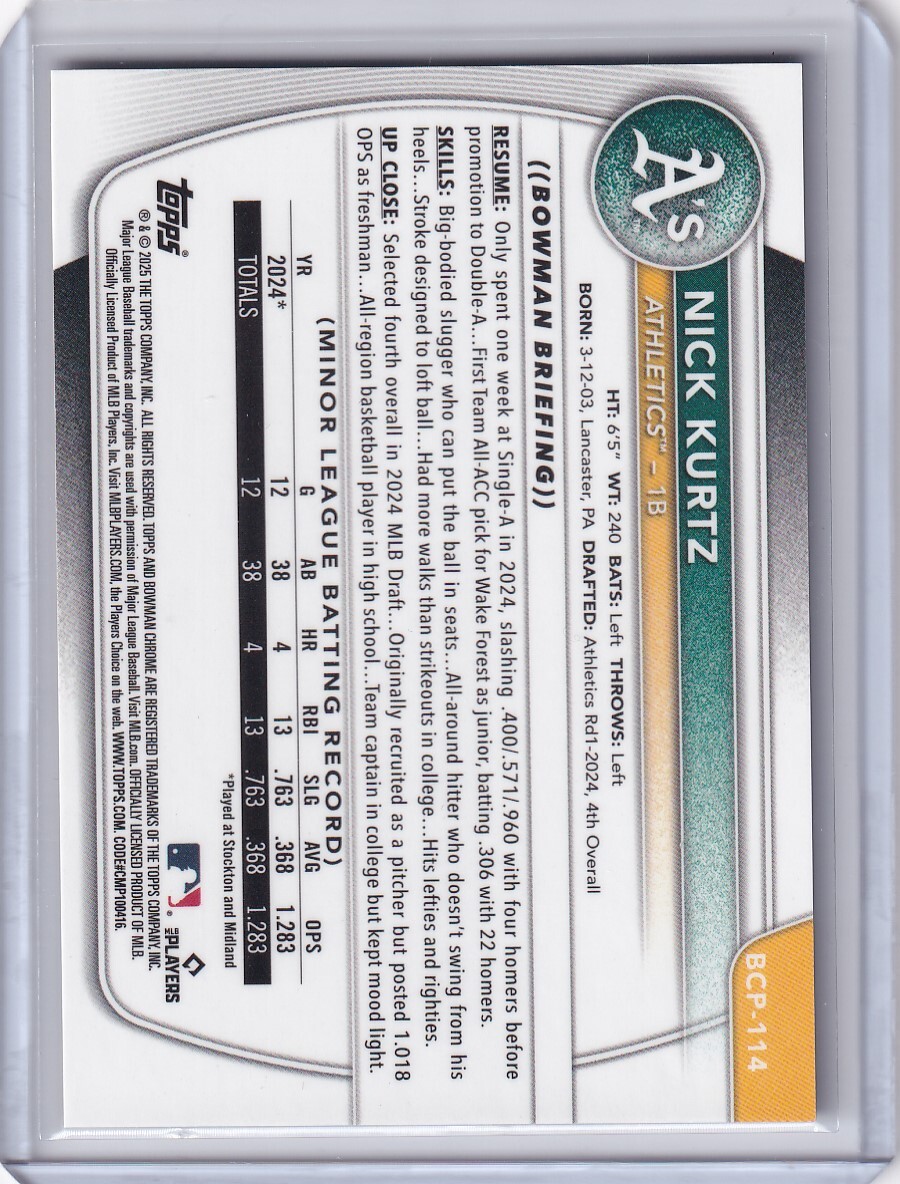 BCP-114
A's
NICK KURTZ
ATHLETICS™ – 1B
HT: 6'5" WT: 240 BATS: Left THROWS: Left
BORN: 3-12-03, Lancaster, PA DRAFTED: Athletics Rd1-2024, 4th Overall
((BOWMAN BRIEFING))
RESUME: Only spent one week at Single-A in 2024, slashing .400/.571/.960 with four homers before
promotion to Double-A...First Team All-ACC pick for Wake Forest as junior, batting .306 with 22 homers.
SKILLS: Big-bodied slugger who can put the ball in seats...All-around hitter who doesn't swing from his
heels...Stroke designed to loft ball...Had more walks than strikeouts in college...Hits lefties and righties.
UP CLOSE: Selected fourth overall in 2024 MLB Draft...Originally recruited as a pitcher but posted 1.018
OPS as freshman...All-region basketball player in high school...Team captain in college but kept mood light.
(MINOR LEAGUE BATTING RECORD)
YR G AB HR RBI SLG AVG OPS
2024* 12 38 4 13 .763 .368 1.283
TOTALS 12 38 4 13 .763 .368 1.283
*Played at Stockton and Midland
topps®
® & © 2025 THE TOPPS COMPANY, INC. ALL RIGHTS RESERVED. TOPPS AND BOWMAN CHROME ARE REGISTERED TRADEMARKS OF THE TOPPS COMPANY, INC.
Major League Baseball trademarks and copyrights are used with permission of Major League Baseball. Visit MLB.com. OFFICIALLY LICENSED PRODUCT OF MLB.
Officially Licensed Product of MLB Players, Inc. Visit MLBPLAYERS.COM, the Players Choice on the web. WWW.TOPPS.COM. CODE#CMP100416.
MLB PLAYERS